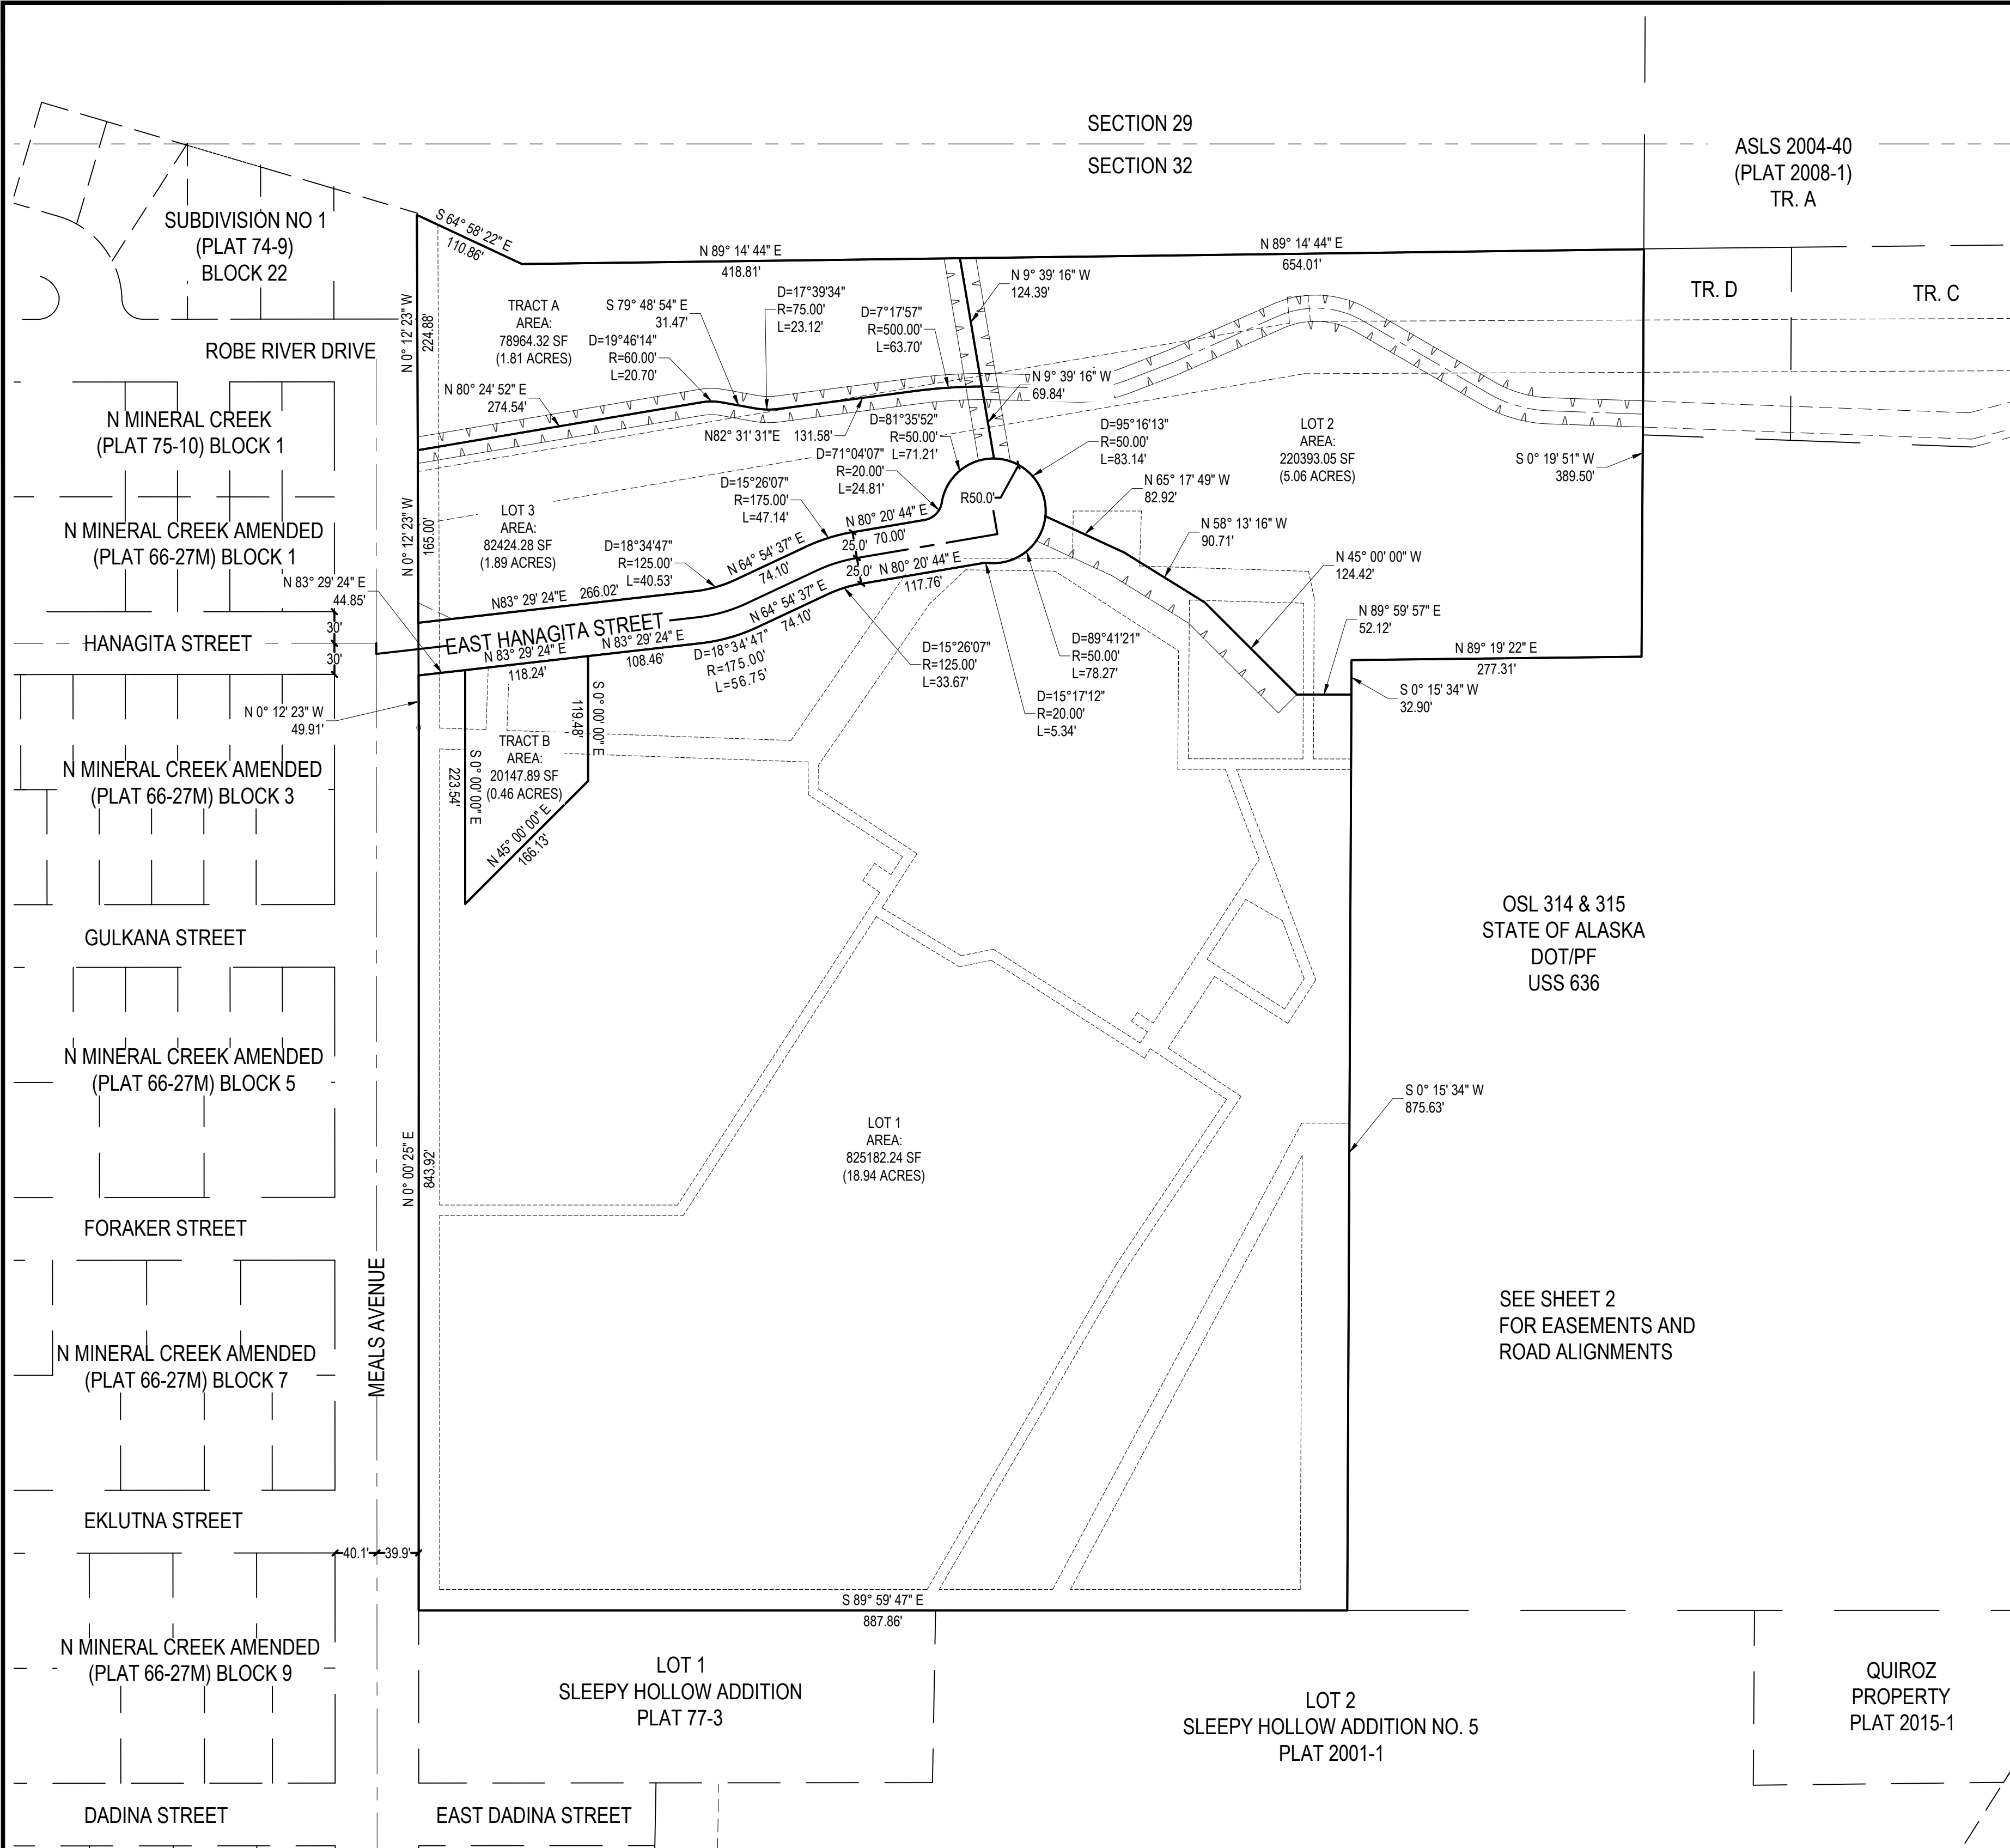 SECTION 29
SECTION 32
ASLS 2004-40
(PLAT 2008-1)
TR. A
SUBDIVISION NO 1
(PLAT 74-9)
BLOCK 22
S 64° 58' 22" E
110.86'
N 89° 14' 44" E
418.81'
N 89° 14' 44" E
654.01'
N 9° 39' 16" W
124.39'
TR. D
TR. C
N 0° 12' 23" W
224.88'
TRACT A
AREA:
78964.32 SF
(1.81 ACRES)
S 79° 48' 54" E
31.47'
D=17°39'34"
R=75.00'
L=23.12'
D=7°17'57"
R=500.00'
L=63.70'
D=19°46'14"
R=60.00'
L=20.70'
ROBE RIVER DRIVE
N 80° 24' 52" E
274.54'
N 9° 39' 16" W
69.84'
N MINERAL CREEK
(PLAT 75-10) BLOCK 1
N82° 31' 31"E 131.58'
D=81°35'52"
R=50.00'
L=71.21'
D=95°16'13"
R=50.00'
L=83.14'
LOT 2
AREA:
220393.05 SF
(5.06 ACRES)
S 0° 19' 51" W
389.50'
D=71°04'07"
R=20.00'
L=24.81'
D=15°26'07"
R=175.00'
L=47.14'
N 65° 17' 49" W
82.92'
R50.0'
N 80° 20' 44" E
70.00'
25.0'
25.0'
N 80° 20' 44" E
117.76'
N 58° 13' 16" W
90.71'
N MINERAL CREEK AMENDED
(PLAT 66-27M) BLOCK 1
N 0° 12' 23" W
165.00'
LOT 3
AREA:
82424.28 SF
(1.89 ACRES)
D=18°34'47"
R=125.00'
L=40.53'
N 64° 54' 37" E
74.10'
N 64° 54' 37" E
74.10'
N 45° 00' 00" W
124.42'
N 83° 29' 24" E
44.85'
N83° 29' 24"E 266.02'
N 89° 59' 57" E
52.12'
30'
30'
HANAGITA STREET
EAST HANAGITA STREET
N 83° 29' 24" E
118.24'
N 83° 29' 24" E
108.46'
D=18°34'47"
R=175.00'
L=56.75'
D=15°26'07"
R=125.00'
L=33.67'
D=89°41'21"
R=50.00'
L=78.27'
D=15°17'12"
R=20.00'
L=5.34'
N 89° 19' 22" E
277.31'
S 0° 15' 34" W
32.90'
N 0° 12' 23" W
49.91'
S 0° 00' 00" E
119.48'
TRACT B
AREA:
20147.89 SF
(0.46 ACRES)
S 0° 00' 00" E
223.54'
N 45° 00' 00" E
166.13'
N MINERAL CREEK AMENDED
(PLAT 66-27M) BLOCK 3
OSL 314 & 315
STATE OF ALASKA
DOT/PF
USS 636
GULKANA STREET
N MINERAL CREEK AMENDED
(PLAT 66-27M) BLOCK 5
S 0° 15' 34" W
875.63'
N 0° 00' 25" E
843.92'
LOT 1
AREA:
825182.24 SF
(18.94 ACRES)
FORAKER STREET
MEALS AVENUE
N MINERAL CREEK AMENDED
(PLAT 66-27M) BLOCK 7
SEE SHEET 2
FOR EASEMENTS AND
ROAD ALIGNMENTS
EKLUTNA STREET
40.1'
39.9'
S 89° 59' 47" E
887.86'
N MINERAL CREEK AMENDED
(PLAT 66-27M) BLOCK 9
LOT 1
SLEEPY HOLLOW ADDITION
PLAT 77-3
LOT 2
SLEEPY HOLLOW ADDITION NO. 5
PLAT 2001-1
QUIROZ
PROPERTY
PLAT 2015-1
DADINA STREET
EAST DADINA STREET